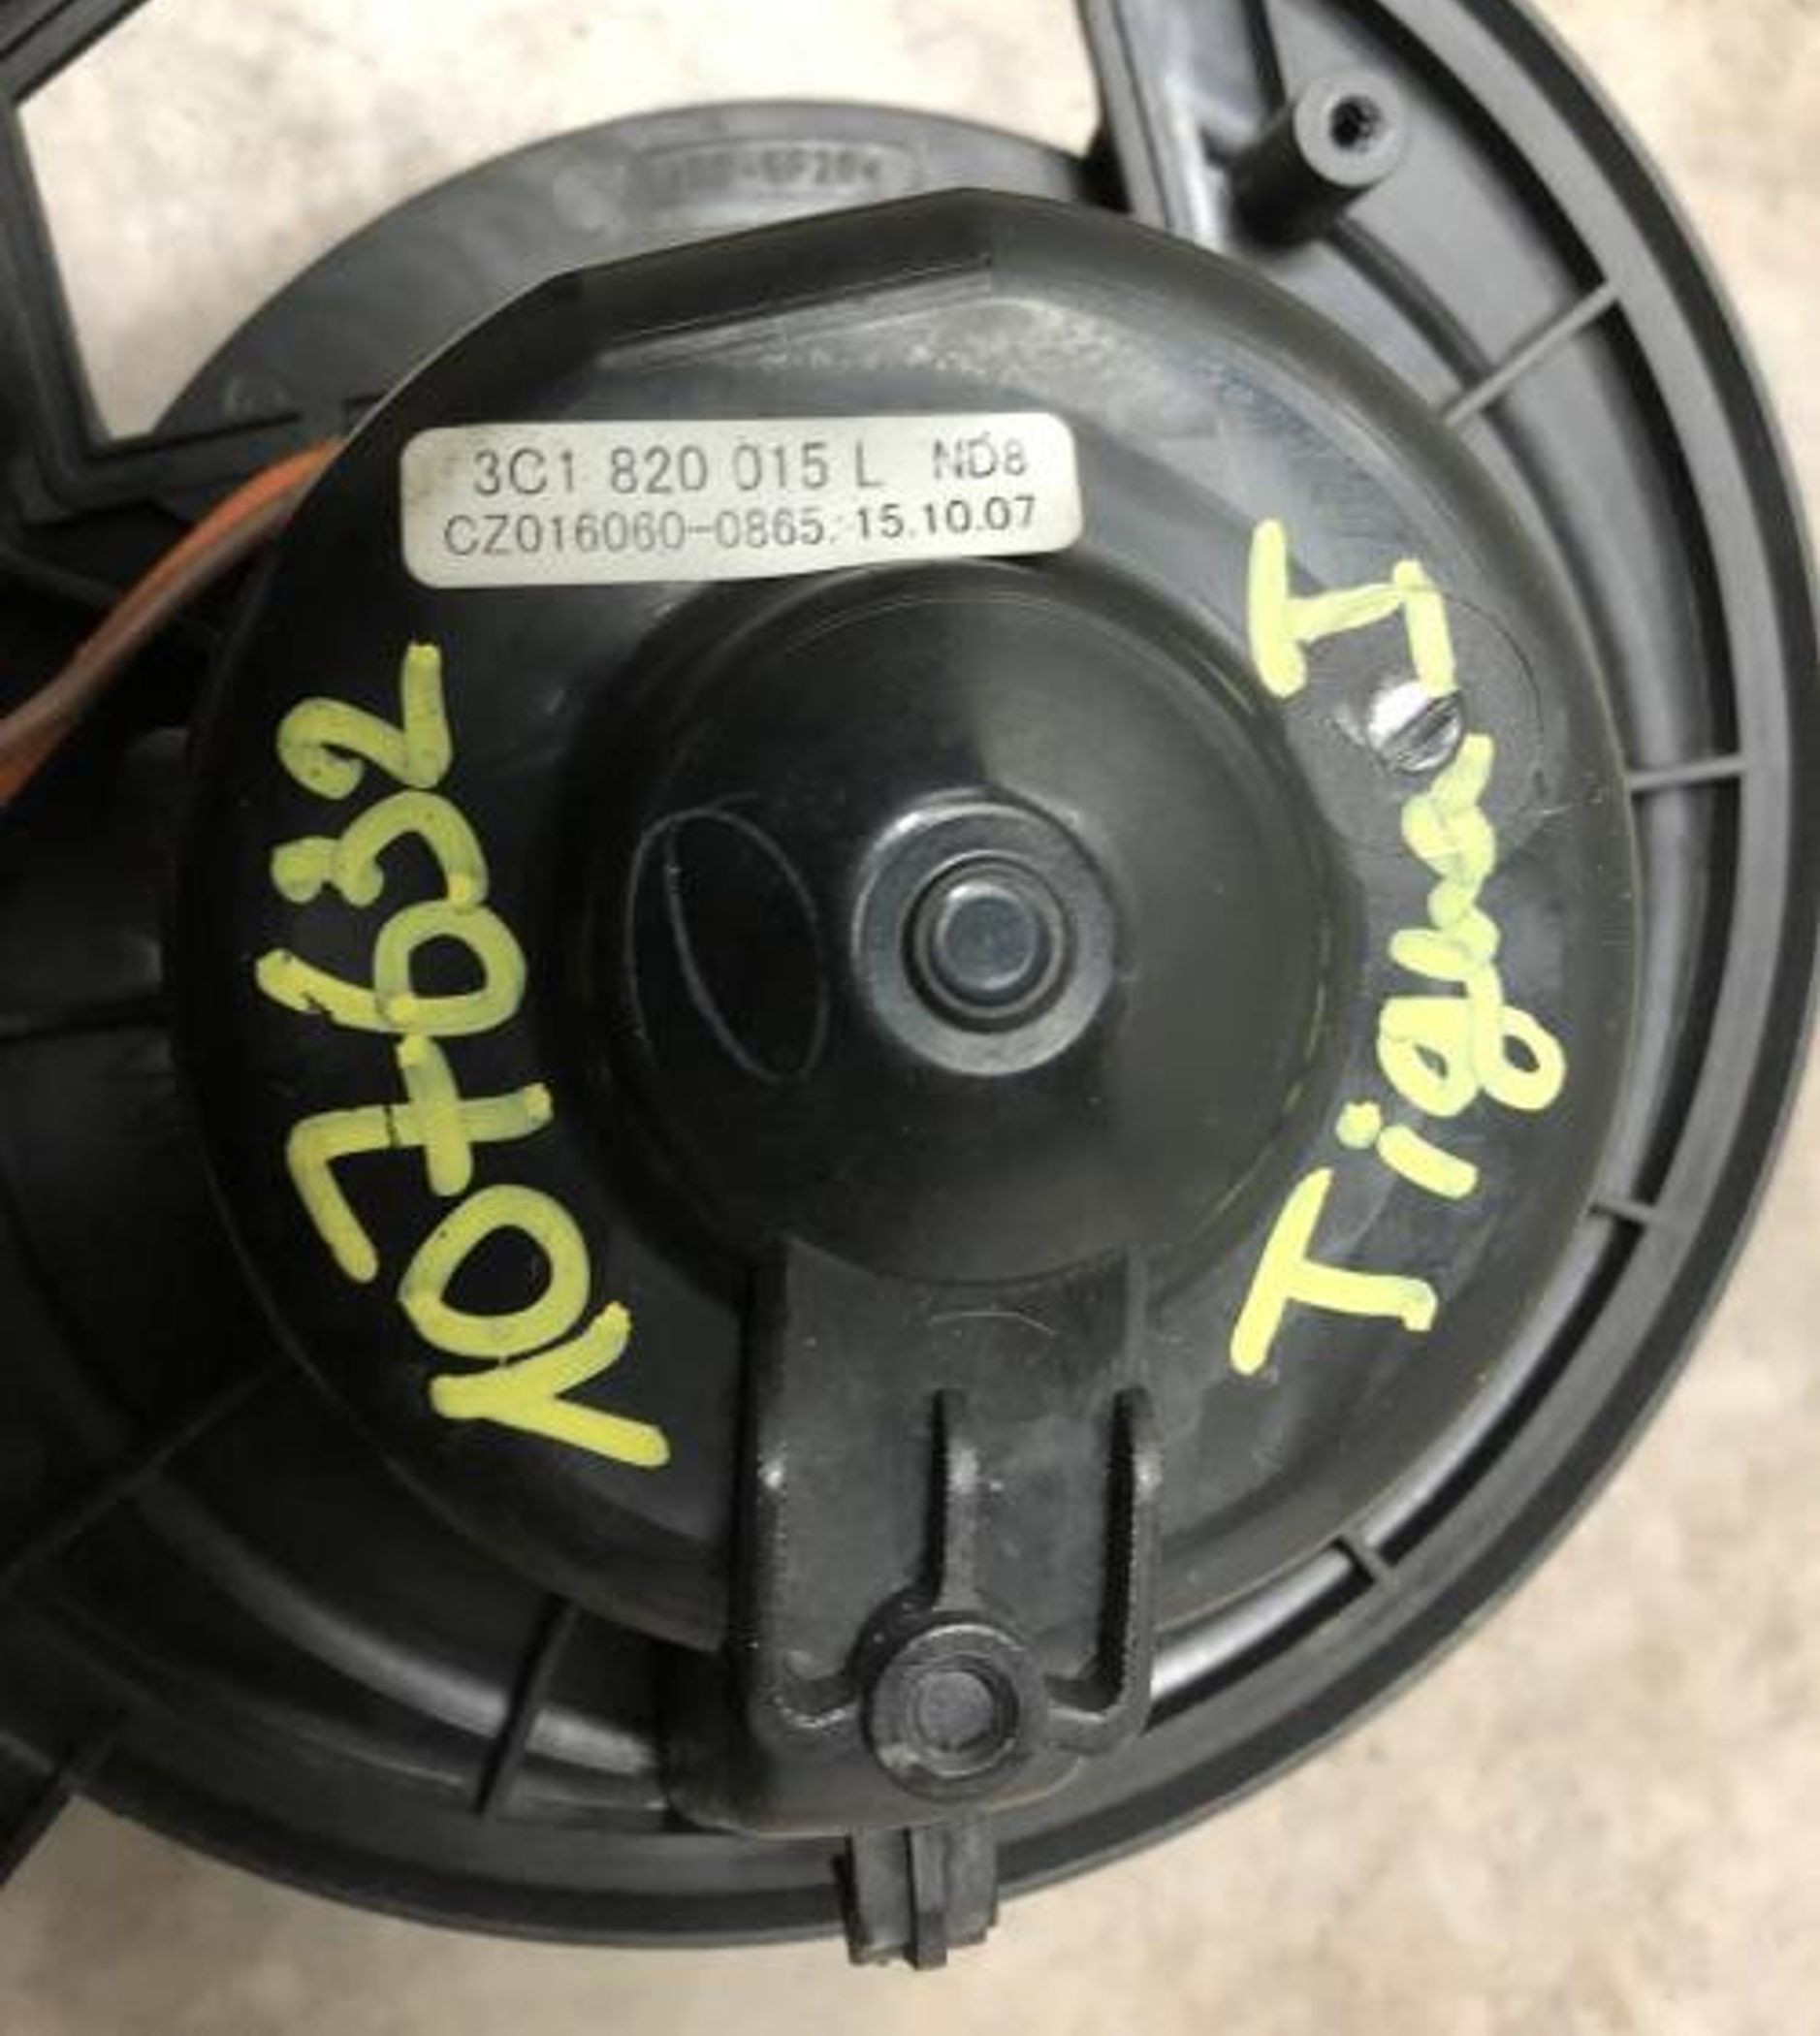 3C1 820 015 L ND8
CZ016060-0865. 15.10.07
107632
Tiguan I